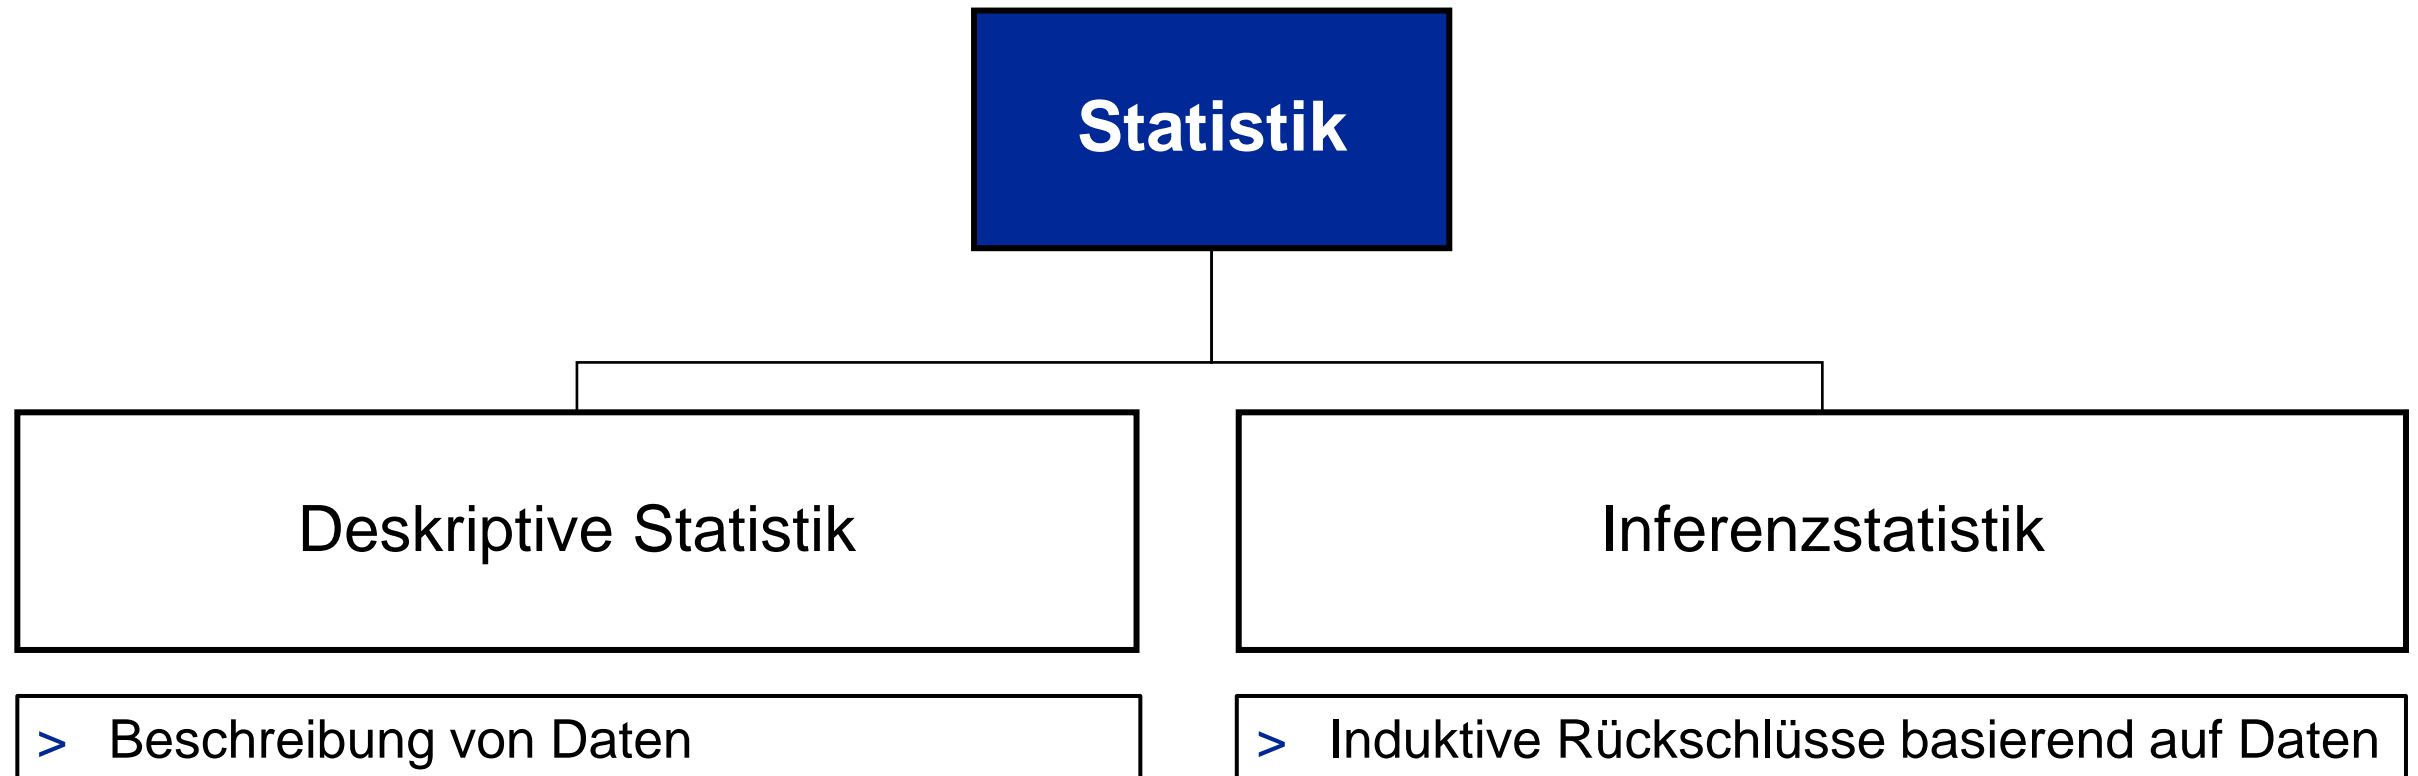 Statistik
Deskriptive Statistik
Inferenzstatistik
> Beschreibung von Daten
> Induktive Rückschlüsse basierend auf Daten